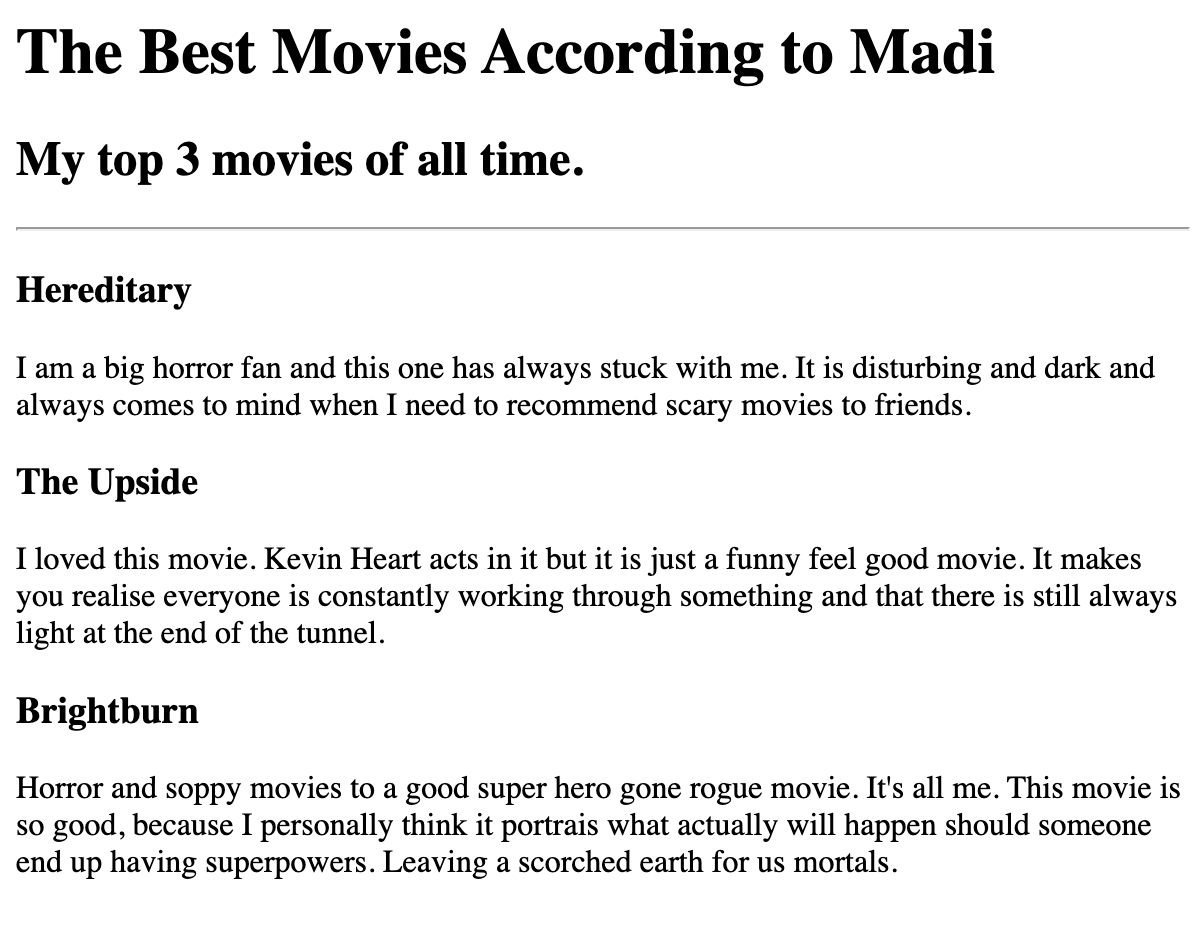 The Best Movies According to Madi
My top 3 movies of all time.
Hereditary
I am a big horror fan and this one has always stuck with me. It is disturbing and dark and
always comes to mind when I need to recommend scary movies to friends.
The Upside
I loved this movie. Kevin Heart acts in it but it is just a funny feel good movie. It makes
you realise everyone is constantly working through something and that there is still always
light at the end of the tunnel.
Brightburn
Horror and soppy movies to a good super hero gone rogue movie. It's all me. This movie is
so good, because I personally think it portrais what actually will happen should someone
end up having superpowers. Leaving a scorched earth for us mortals.